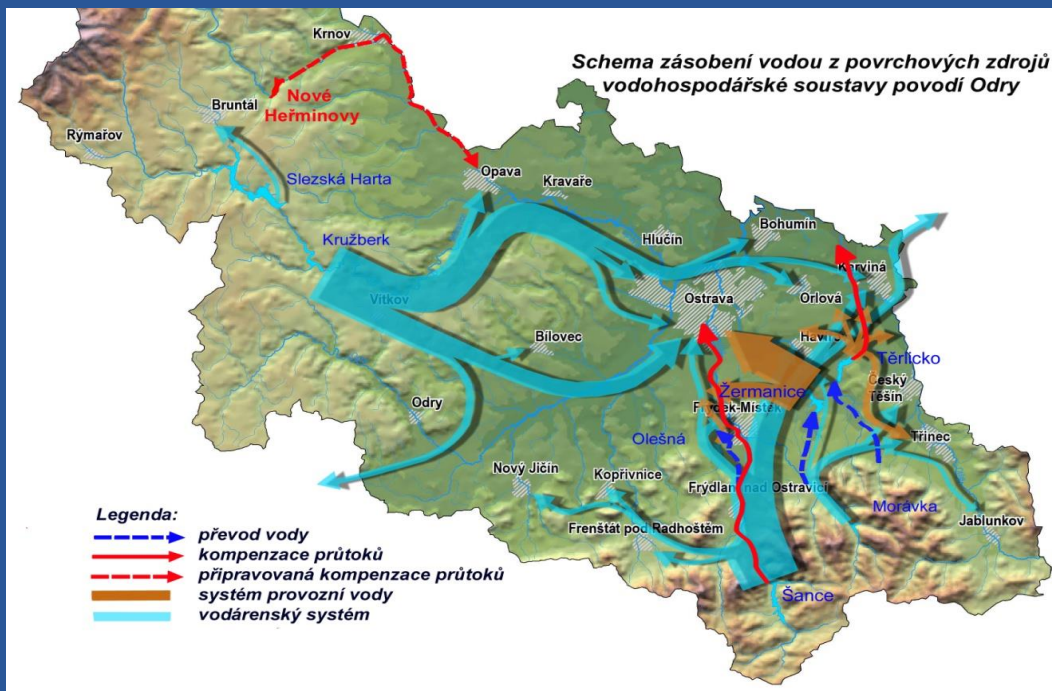 Schema zásobení vodou z povrchových zdrojů
vodohospodářské soustavy povodí Odry
Krnov
Nové
Heřminovy
Bruntál
Rýmařov
Slezská Harta
Opava
Kravaře
Kružberk
Hlučín
Bohumín
Karviná
Vítkov
Ostrava
Orlová
Bílovec
Havířo
Těrlicko
Žermanice
Český
Těšín
Frýdek-Místek
Odry
Olešná
Třinec
Nový Jičín
Kopřivnice
Frýdlant nad Ostravicí
Morávka
Frenštát pod Radhoštěm
Jablunkov
Šance
Legenda:
převod vody
kompenzace průtoků
připravovaná kompenzace průtoků
systém provozní vody
vodárenský systém